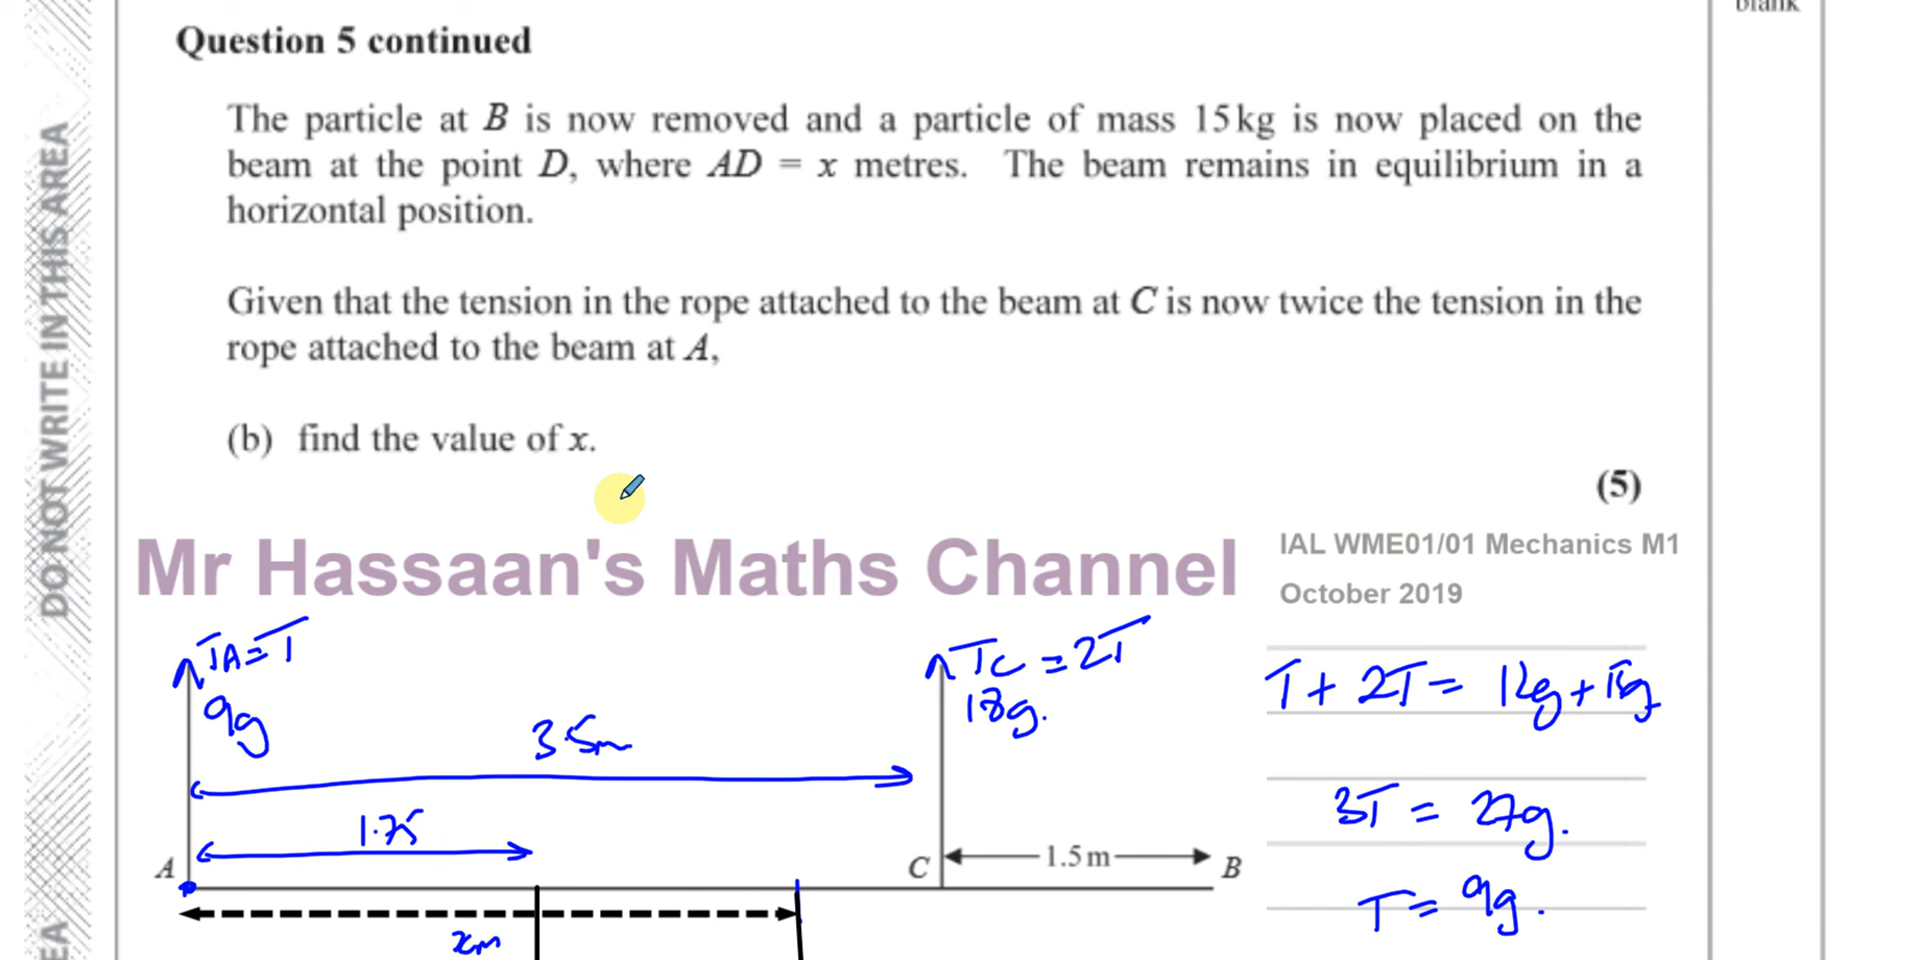 blank
Question 5 continued
The particle at B is now removed and a particle of mass 15 kg is now placed on the
beam at the point D, where AD = x metres. The beam remains in equilibrium in a
horizontal position.
Given that the tension in the rope attached to the beam at C is now twice the tension in the
rope attached to the beam at A,
(b) find the value of x.
(5)
DO NOT WRITE IN THIS AREA
Mr Hassaan's Maths Channel
IAL WME01/01 Mechanics M1
October 2019
TA = T
9g
TC = 2T
18g.
T + 2T = 12g + 15g
3.5m
3T = 27g.
1.75
A
C
1.5 m
B
T = 9g.
xm
EA